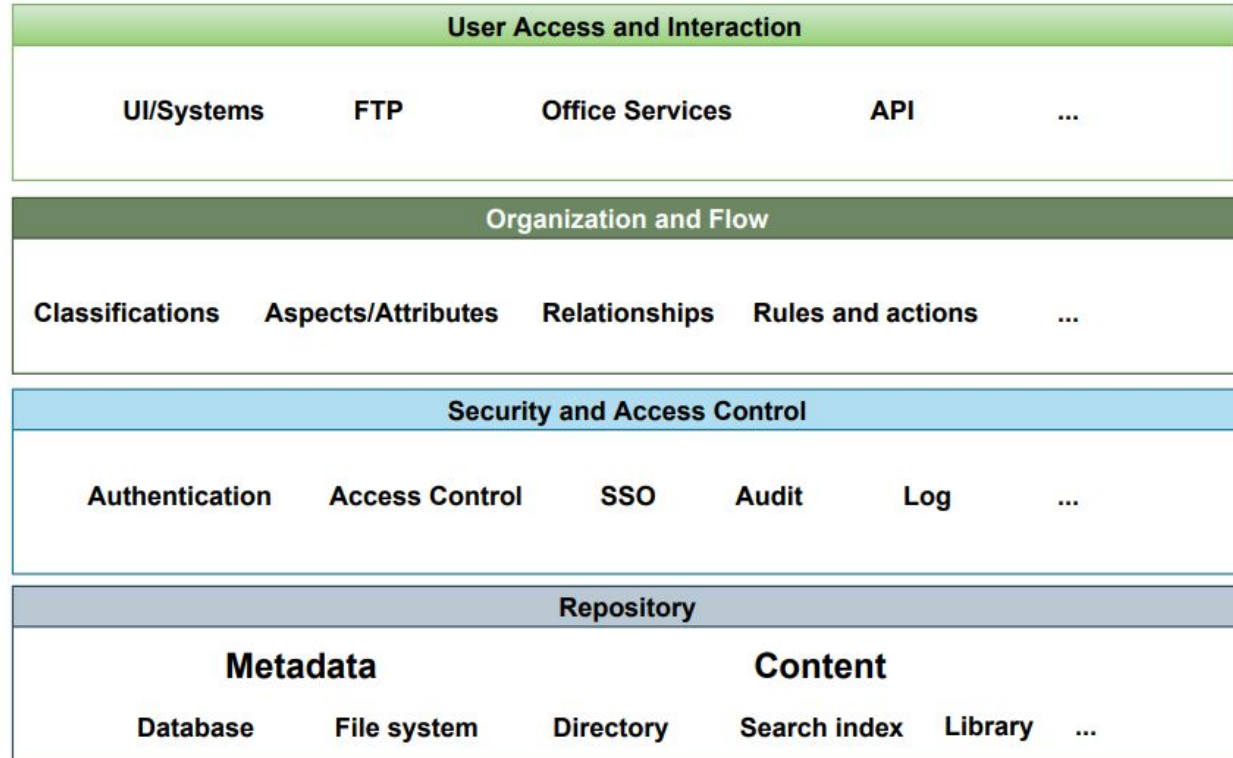 User Access and Interaction
UI/Systems FTP Office Services API ...
Organization and Flow
Classifications Aspects/Attributes Relationships Rules and actions ...
Security and Access Control
Authentication Access Control SSO Audit Log ...
Repository
Metadata Content
Database File system Directory Search index Library ...